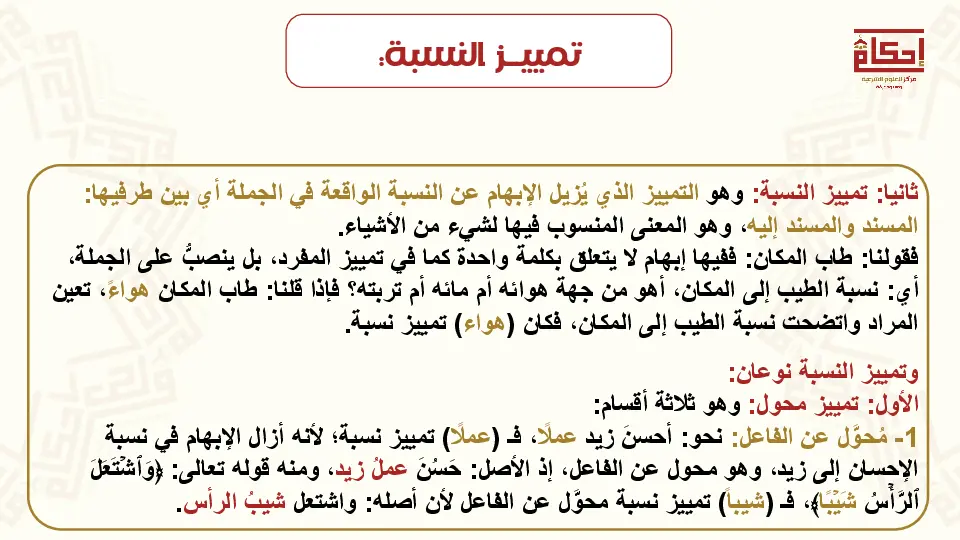 تمييز النسبة:
إحكام
مركز للعلوم الشرعية
ثانيا: تمييز النسبة: وهو التمييز الذي يُزيل الإبهام عن النسبة الواقعة في الجملة أي بين طرفيها:
المسند والمسند إليه، وهو المعنى المنسوب فيها لشيء من الأشياء.
فقولنا: طاب المكان: ففيها إبهام لا يتعلق بكلمة واحدة كما في تمييز المفرد، بل ينصبُّ على الجملة،
أي: نسبة الطيب إلى المكان، أهو من جهة هوائه أم مائه أم تربته؟ فإذا قلنا: طاب المكان هواءً، تعين
المراد واتضحت نسبة الطيب إلى المكان، فكان (هواء) تمييز نسبة.
وتمييز النسبة نوعان:
الأول: تمييز محول: وهو ثلاثة أقسام:
1- مُحوَّل عن الفاعل: نحو: أحسنَ زيد عملًا، فـ (عملًا) تمييز نسبة؛ لأنه أزال الإبهام في نسبة
الإحسان إلى زيد، وهو محول عن الفاعل، إذ الأصل: حَسُنَ عملُ زيد، ومنه قوله تعالى: ﴿وَٱشۡتَعَلَ
ٱلرَّأۡسُ شَيۡبًا﴾، فـ (شيباً) تمييز نسبة محوَّل عن الفاعل لأن أصله: واشتعل شيبُ الرأس.